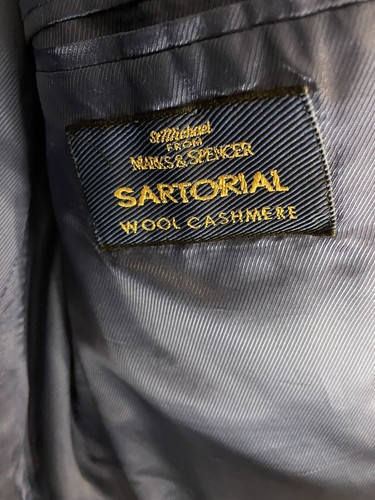 St Michael
FROM
MARKS & SPENCER
SARTORIAL
WOOL CASHMERE